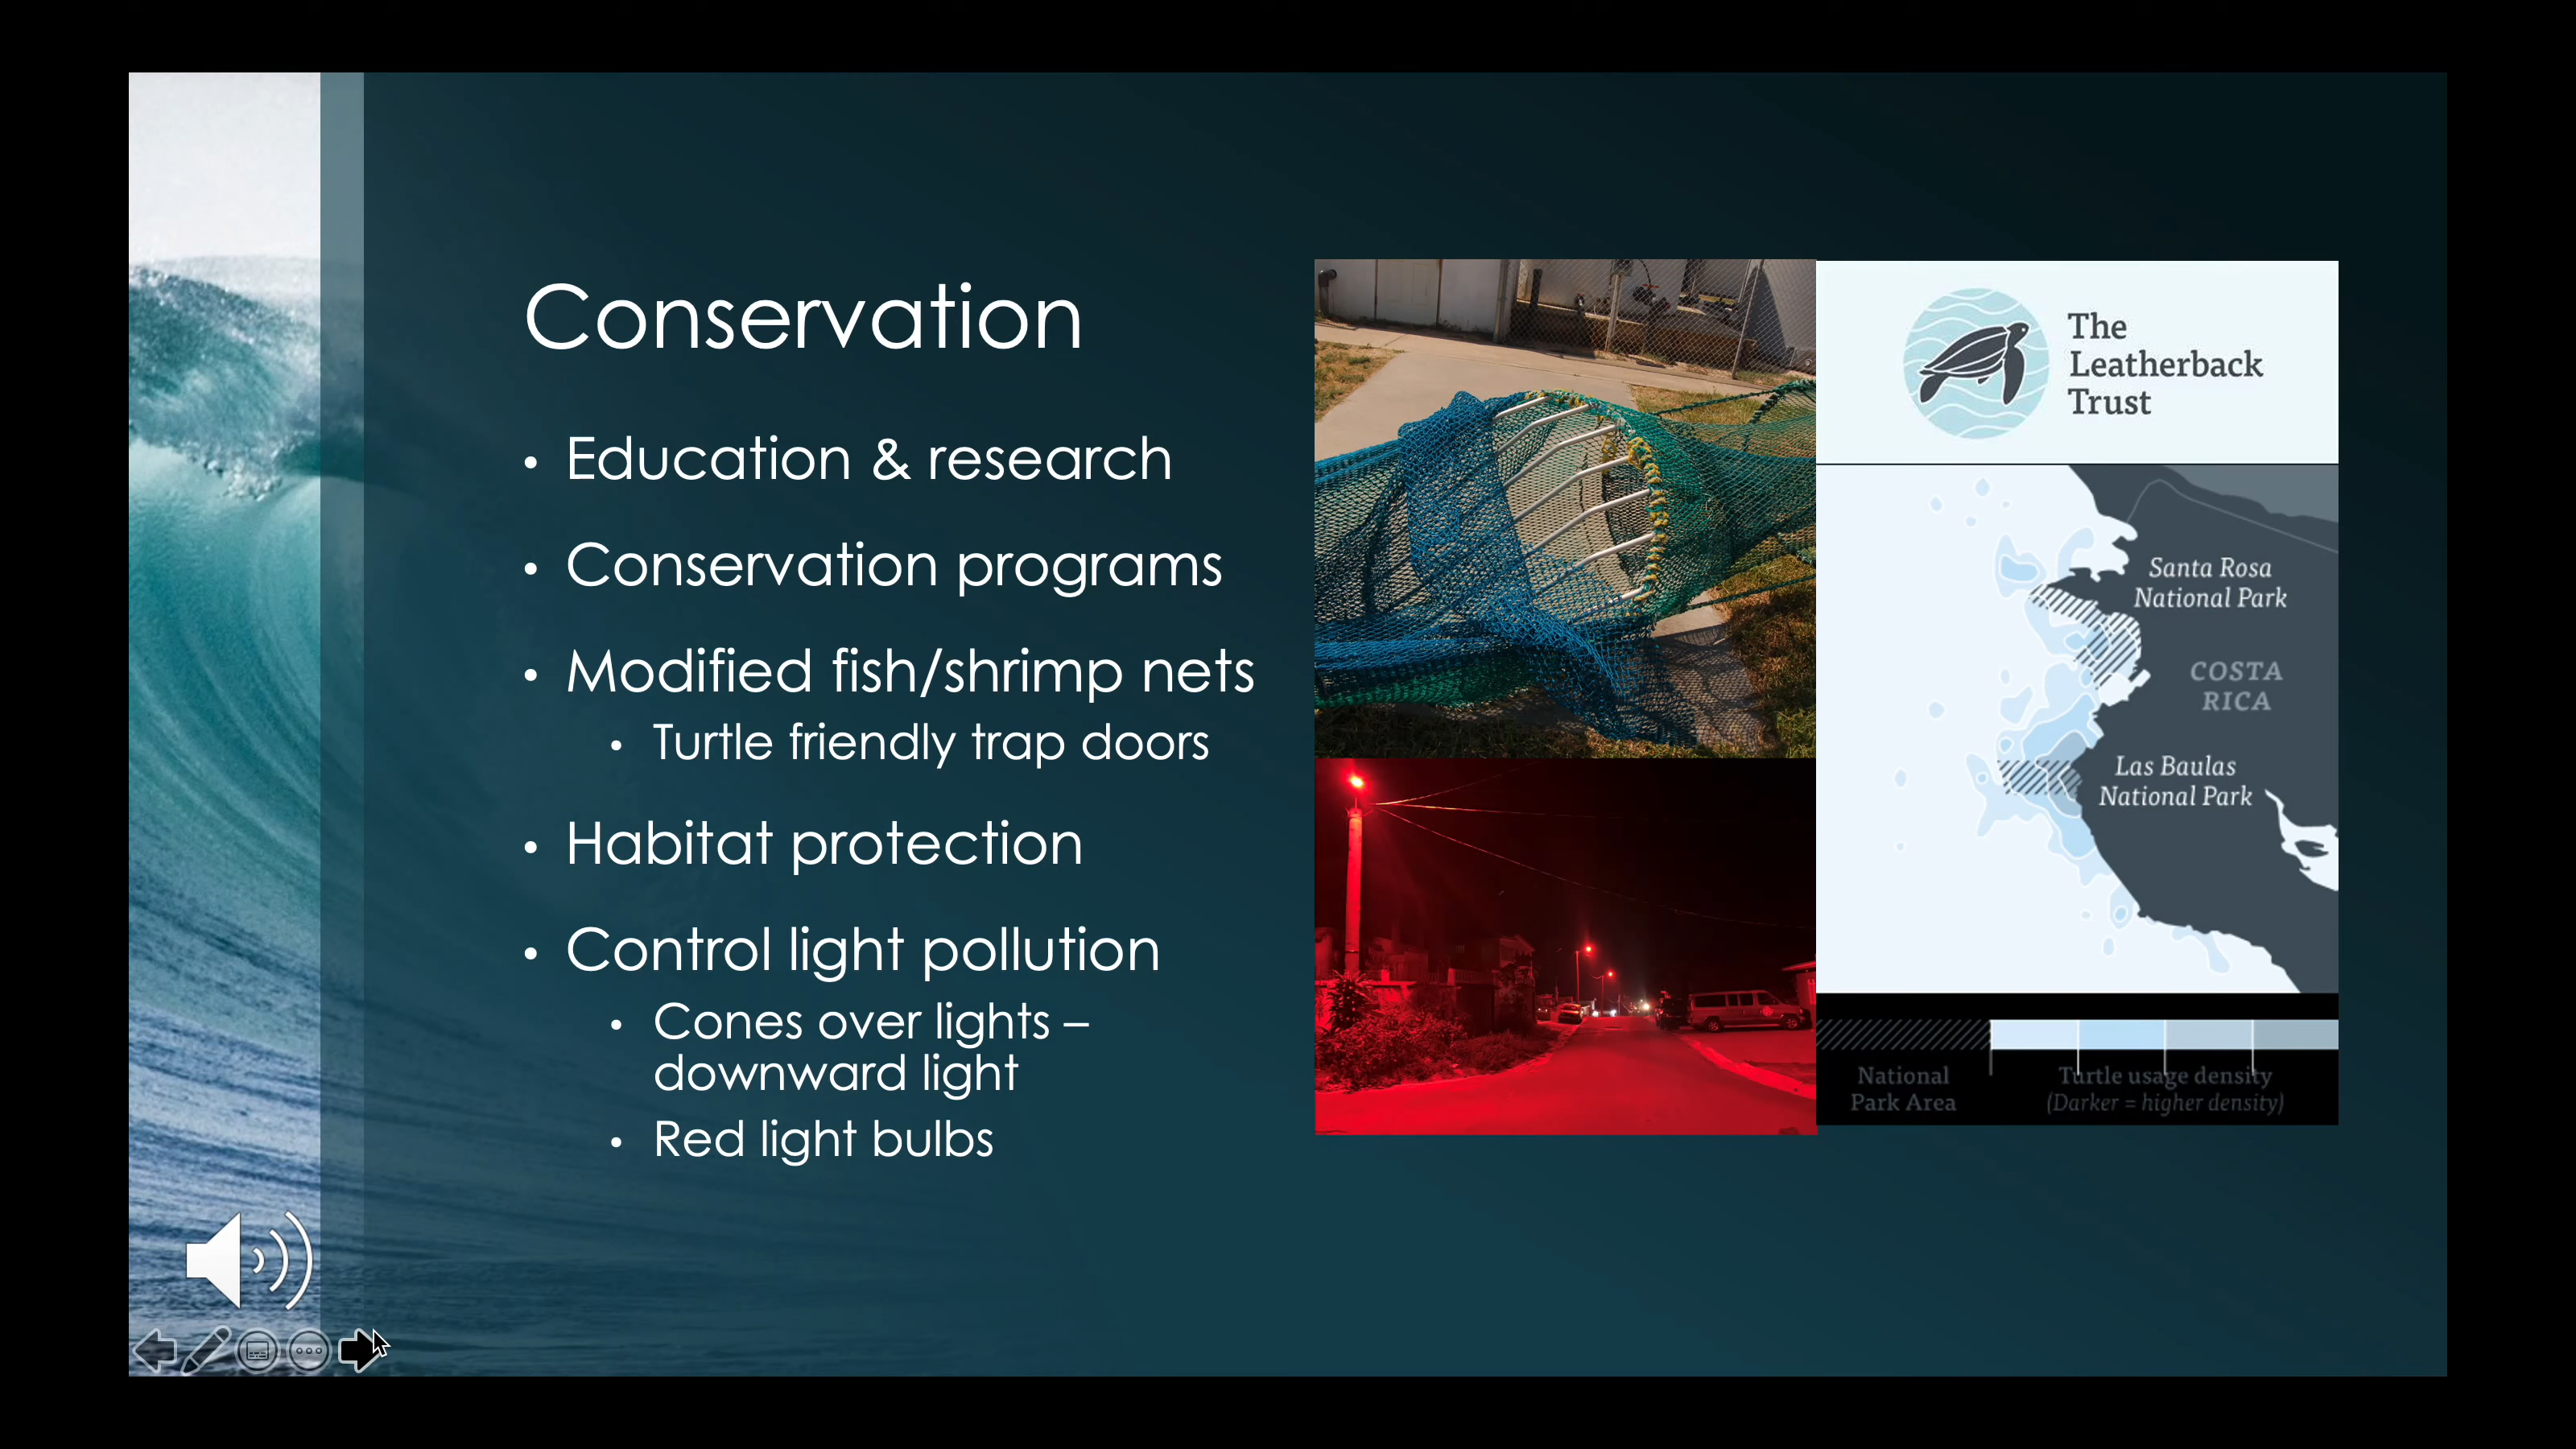 Conservation
• Education & research
• Conservation programs
• Modified fish/shrimp nets
• Turtle friendly trap doors
• Habitat protection
• Control light pollution
• Cones over lights –
downward light
• Red light bulbs
The
Leatherback
Trust
Santa Rosa
National Park
COSTA
RICA
Las Baulas
National Park
National
Park Area
Turtle usage density
(Darker = higher density)